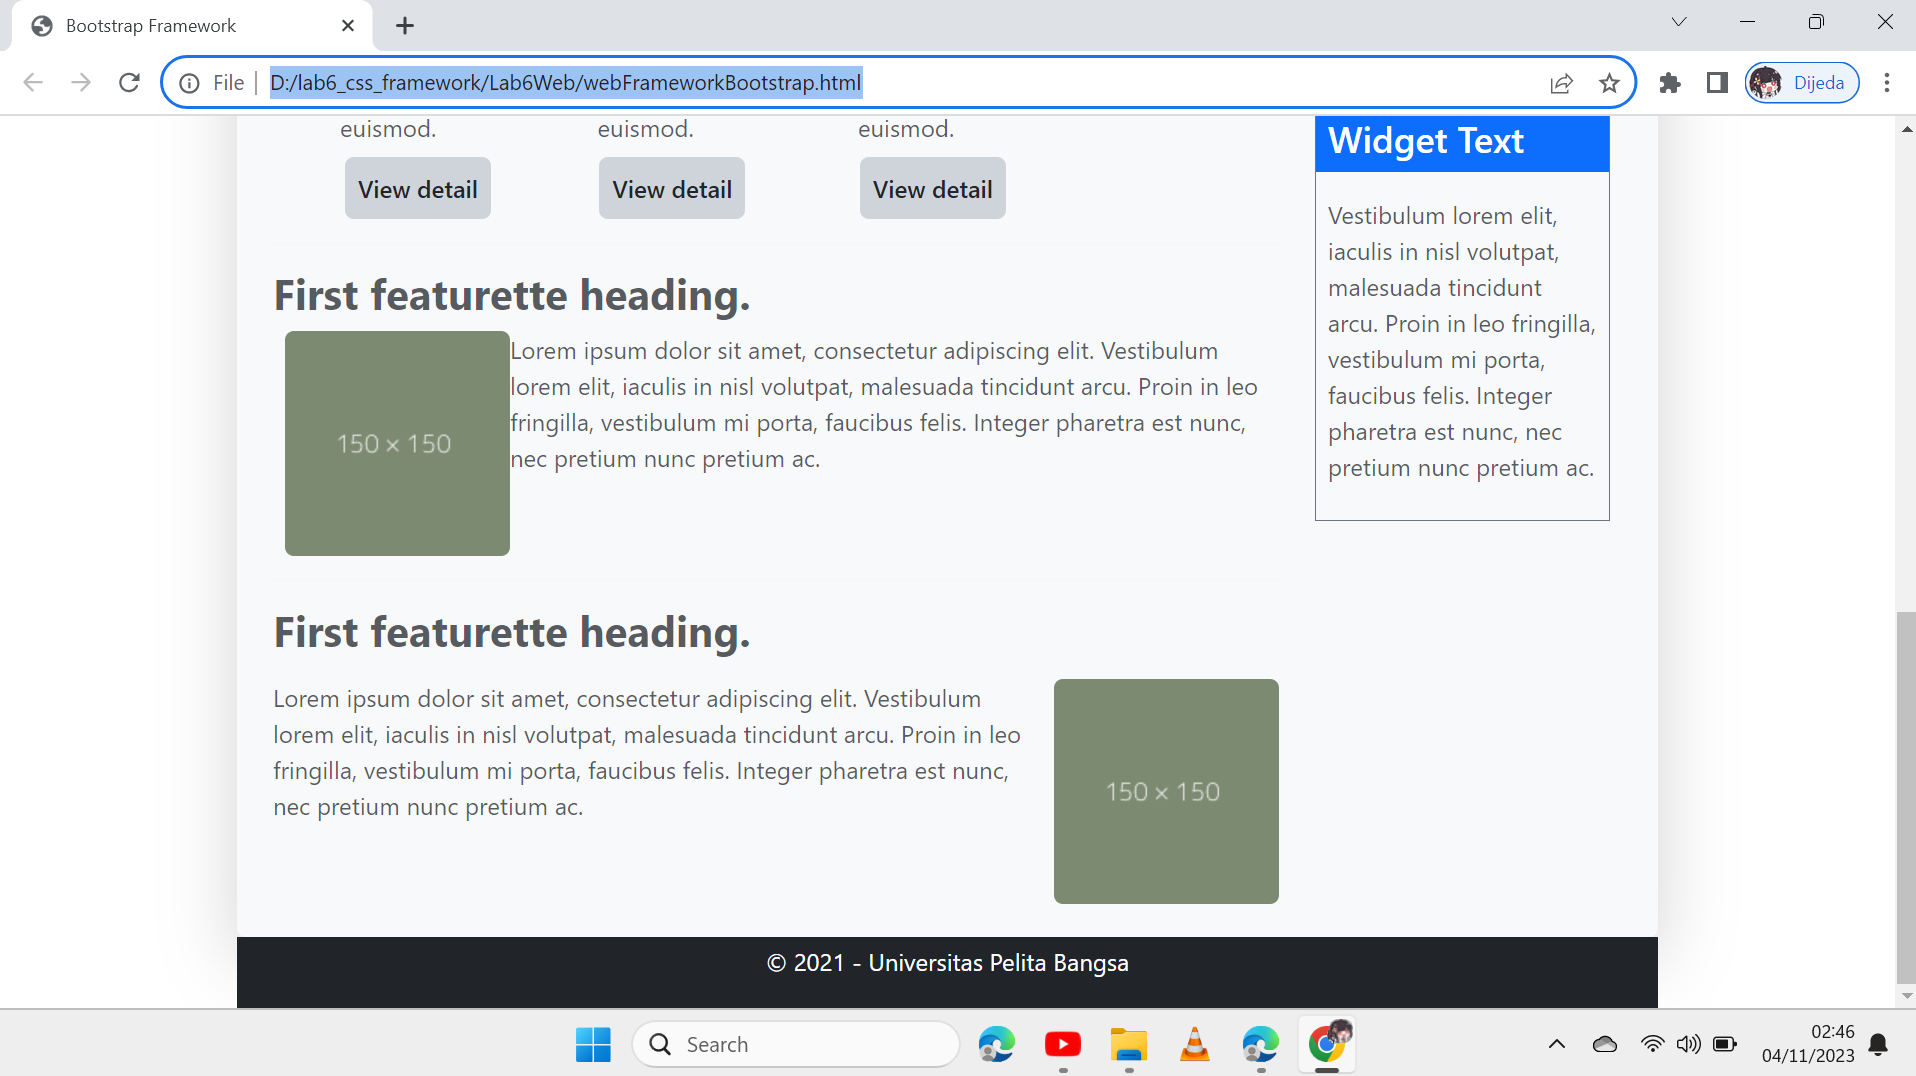 Bootstrap Framework
File
D:/lab6_css_framework/Lab6Web/webFrameworkBootstrap.html
Dijeda
euismod.
euismod.
euismod.
View detail
View detail
View detail
First featurette heading.
150 × 150
Lorem ipsum dolor sit amet, consectetur adipiscing elit. Vestibulum
lorem elit, iaculis in nisl volutpat, malesuada tincidunt arcu. Proin in leo
fringilla, vestibulum mi porta, faucibus felis. Integer pharetra est nunc,
nec pretium nunc pretium ac.
First featurette heading.
Lorem ipsum dolor sit amet, consectetur adipiscing elit. Vestibulum
lorem elit, iaculis in nisl volutpat, malesuada tincidunt arcu. Proin in leo
fringilla, vestibulum mi porta, faucibus felis. Integer pharetra est nunc,
nec pretium nunc pretium ac.
150 × 150
Widget Text
Vestibulum lorem elit,
iaculis in nisl volutpat,
malesuada tincidunt
arcu. Proin in leo fringilla,
vestibulum mi porta,
faucibus felis. Integer
pharetra est nunc, nec
pretium nunc pretium ac.
© 2021 - Universitas Pelita Bangsa
Search
02:46
04/11/2023